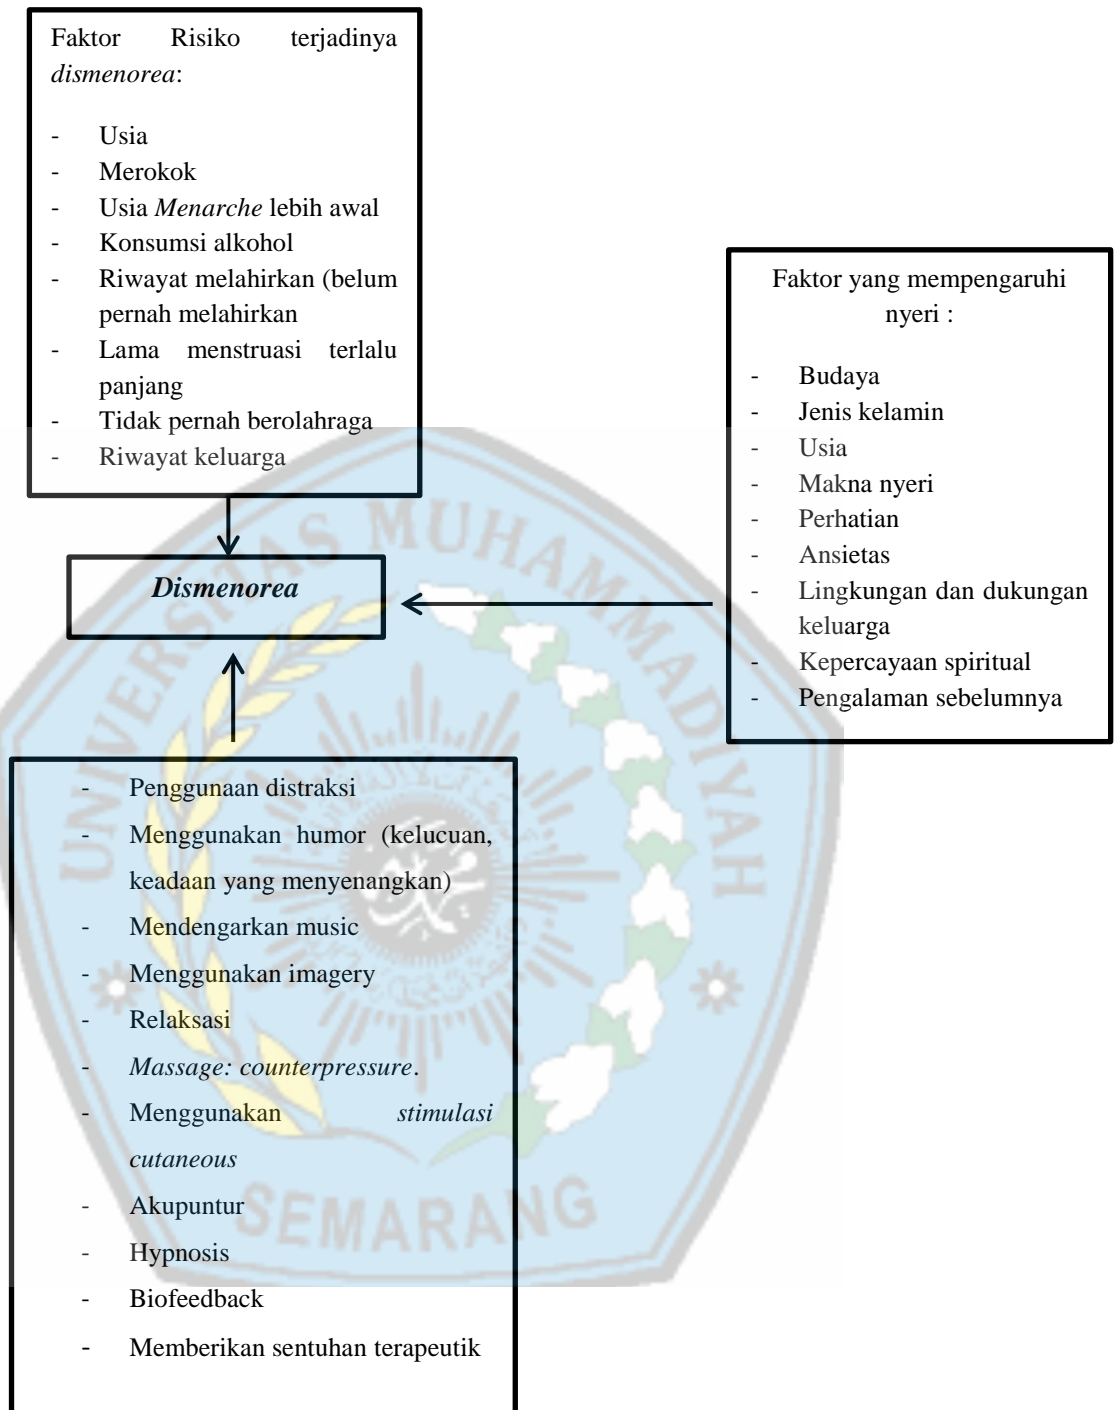 Faktor Risiko terjadinya
dismenorea:
- Usia
- Merokok
- Usia Menarche lebih awal
- Konsumsi alkohol
- Riwayat melahirkan (belum
pernah melahirkan
- Lama menstruasi terlalu
panjang
- Tidak pernah berolahraga
- Riwayat keluarga
Dismenorea
Faktor yang mempengaruhi
nyeri :
- Budaya
- Jenis kelamin
- Usia
- Makna nyeri
- Perhatian
- Ansietas
- Lingkungan dan dukungan
keluarga
- Kepercayaan spiritual
- Pengalaman sebelumnya
- Penggunaan distraksi
- Menggunakan humor (kelucuan,
keadaan yang menyenangkan)
- Mendengarkan music
- Menggunakan imagery
- Relaksasi
- Massage: counterpressure.
- Menggunakan stimulasi
cutaneous
- Akupuntur
- Hypnosis
- Biofeedback
- Memberikan sentuhan terapeutik
UNIVERSITAS MUHAMMADIYAH
SEMARANG